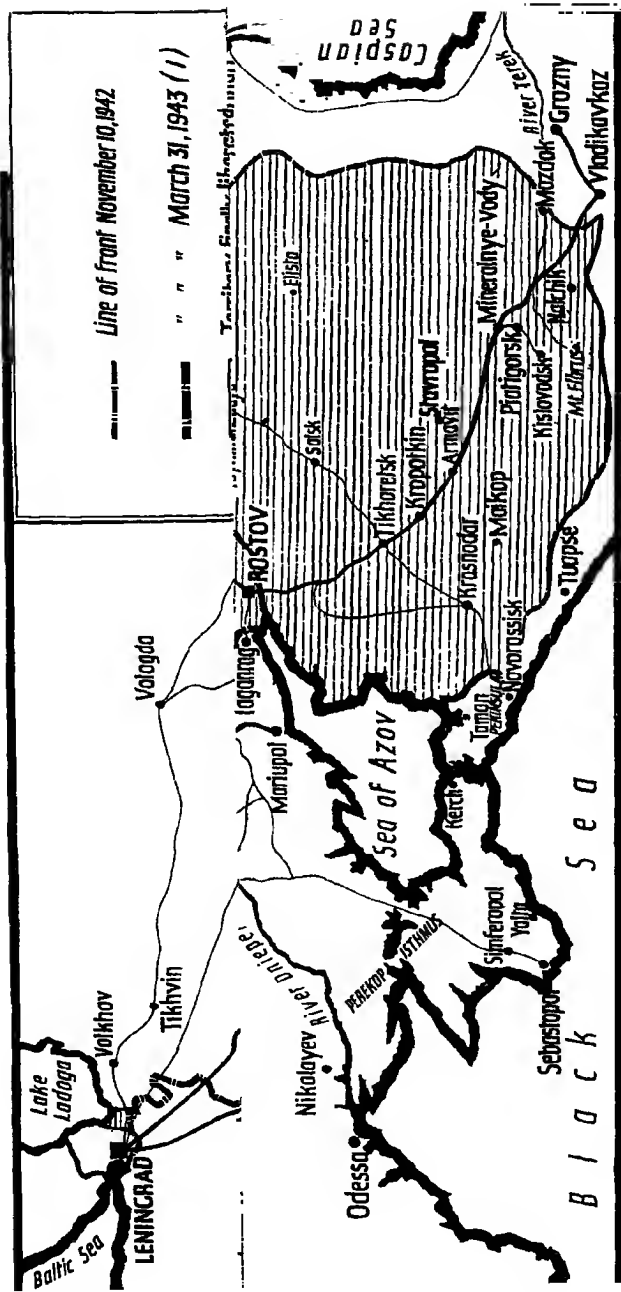 Line of front November 10, 1942
" " " March 31, 1943 (1)
Lake
Ladoga
Volkhov
Tikhvin
Vologda
LENINGRAD
Baltic Sea
Caspian
Sea
ROSTOV
Taganrog
Mariupol
Salsk
Elista
River Dnieper
Nikolayev
Odessa
PEREKOP
ISTHMUS
Sea of Azov
Tikhoretsk
Kropotkin
Stavropol
Armavir
Krasnodar
Maikop
Mineralnye-Vody
Piatigorsk
Kislovodsk
Mt. Elbrus
Nalchik
Mozdok
River Terek
Grozny
Vladikavkaz
Taman
PENINSULA
Novorossisk
Tuapse
Kerch
Simferopol
Yalta
Sebastopol
Black Sea